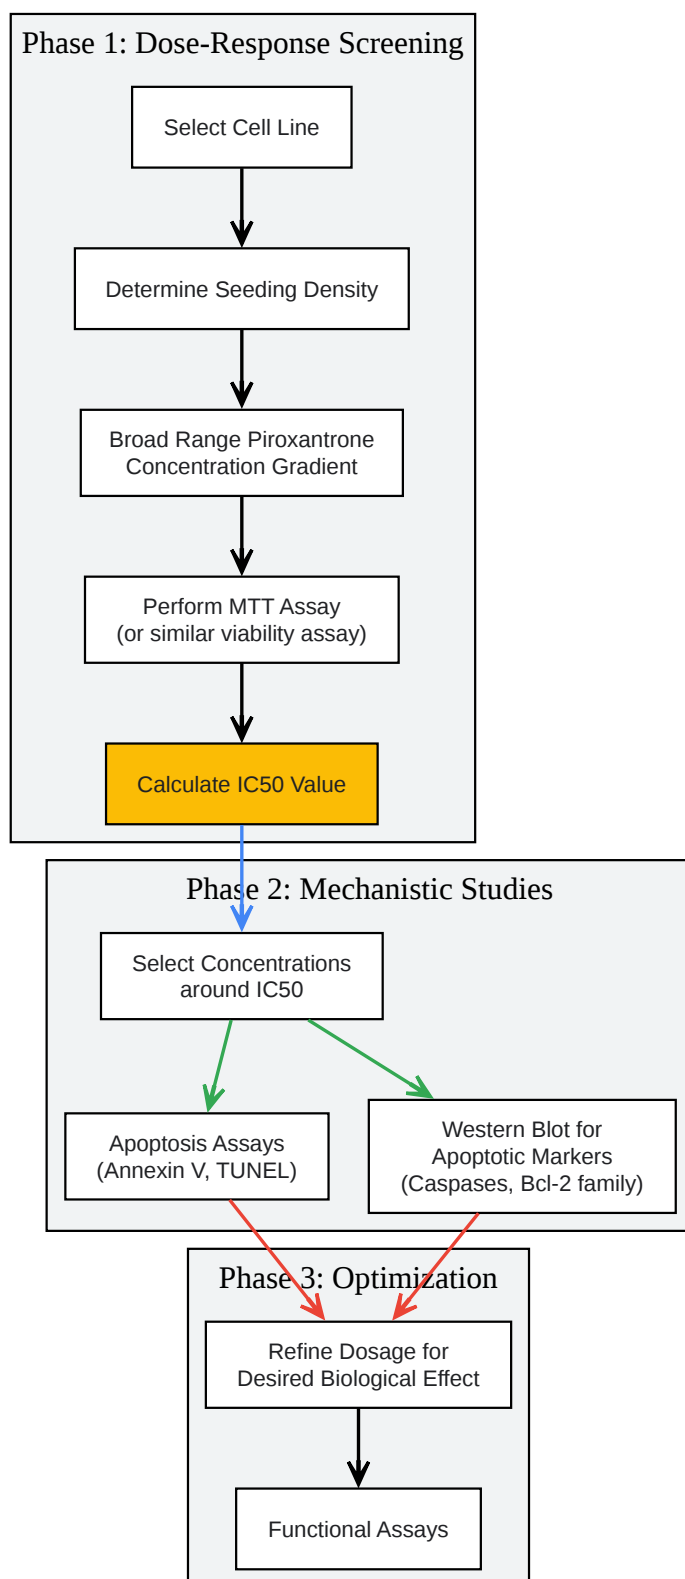 Phase 1: Dose-Response Screening
Select Cell Line
Determine Seeding Density
Broad Range Piroxantrone
Concentration Gradient
Perform MTT Assay
(or similar viability assay)
Calculate IC50 Value
Phase 2: Mechanistic Studies
Select Concentrations
around IC50
Apoptosis Assays
(Annexin V, TUNEL)
Western Blot for
Apoptotic Markers
(Caspases, Bcl-2 family)
Phase 3: Optimization
Refine Dosage for
Desired Biological Effect
Functional Assays